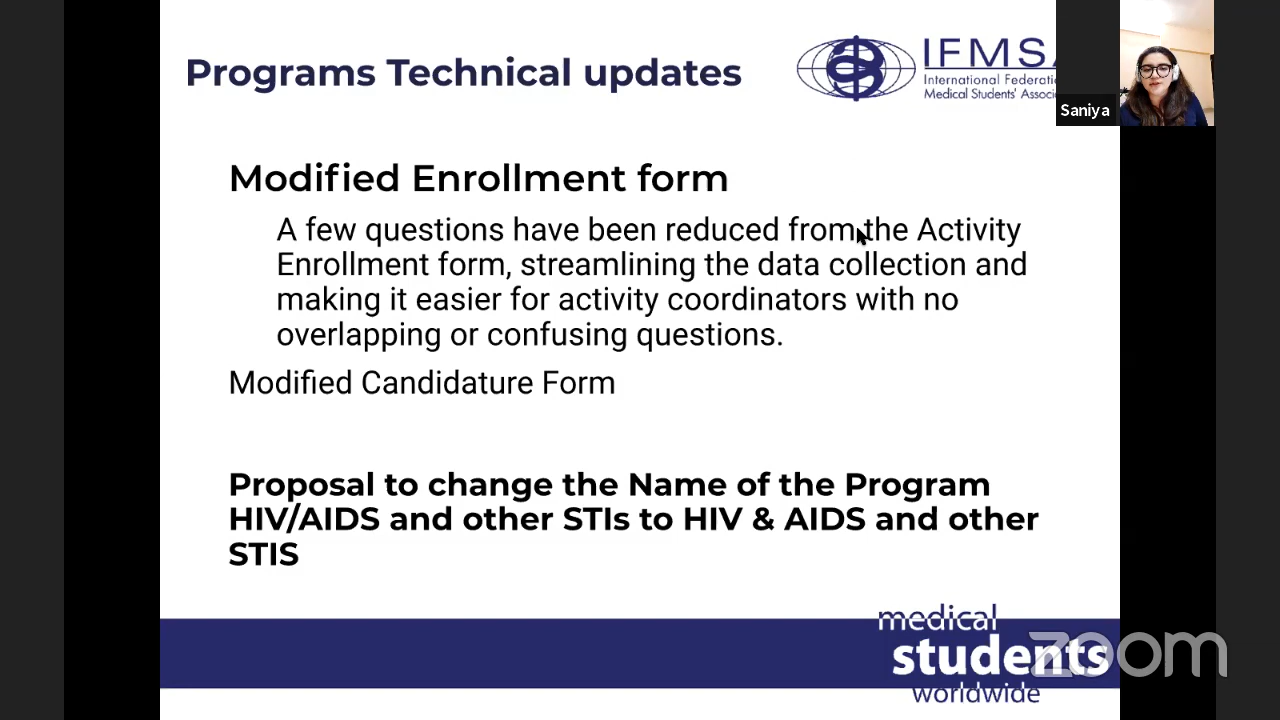 Programs Technical updates
IFMSA
International Federati
Medical Students' Assoc
Saniya
Modified Enrollment form
A few questions have been reduced from the Activity
Enrollment form, streamlining the data collection and
making it easier for activity coordinators with no
overlapping or confusing questions.
Modified Candidature Form
Proposal to change the Name of the Program
HIV/AIDS and other STIs to HIV & AIDS and other
STIS
medical
students
worldwide
zoom